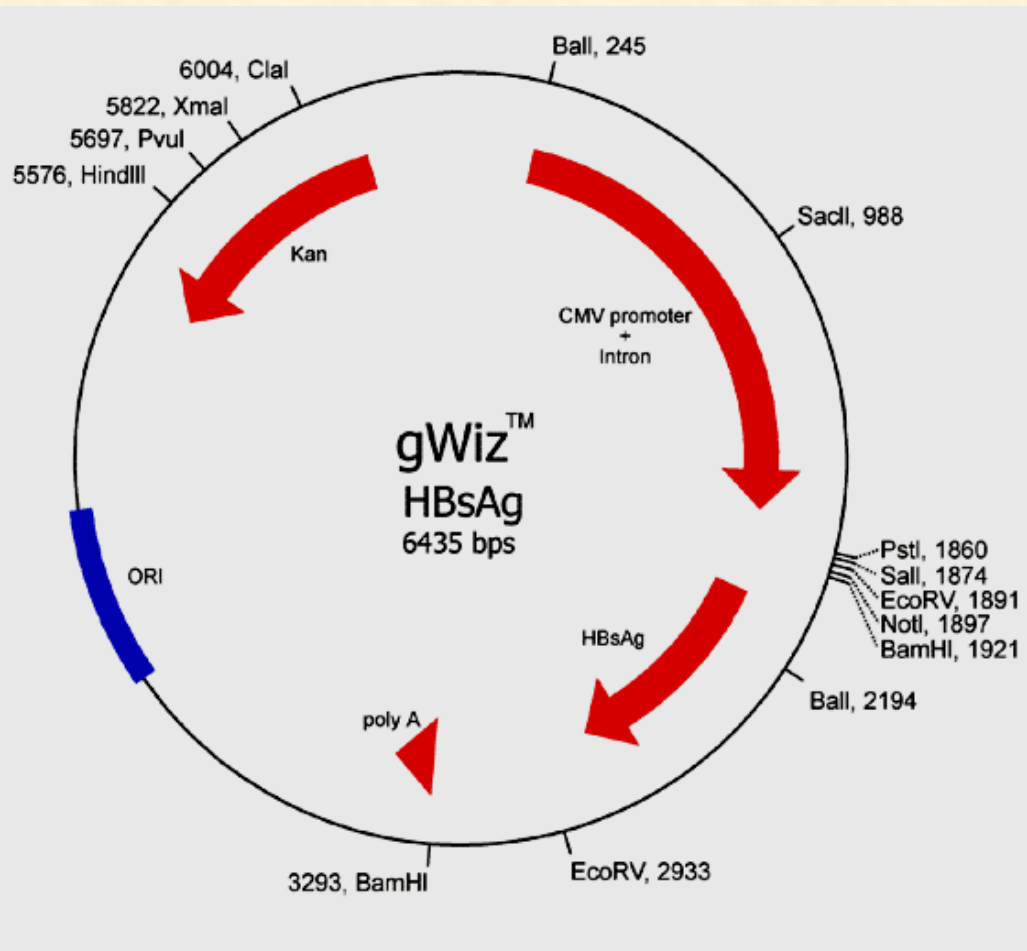 BalI, 245
6004, ClaI
5822, XmaI
5697, PvuI
5576, HindIII
SacII, 988
Kan
CMV promoter
+
Intron
gWiz™
HBsAg
6435 bps
PstI, 1860
SalI, 1874
EcoRV, 1891
NotI, 1897
BamHI, 1921
ORI
HBsAg
BalI, 2194
poly A
EcoRV, 2933
3293, BamHI